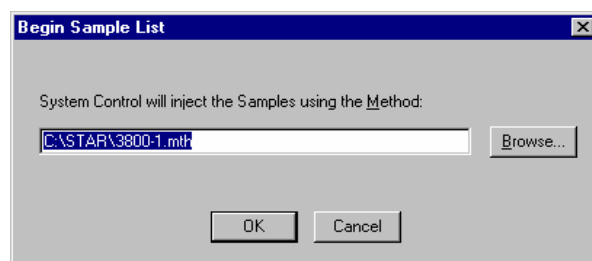 Begin Sample List
System Control will inject the Samples using the Method:
C:\STAR\3800-1.mth
Browse...
OK
Cancel